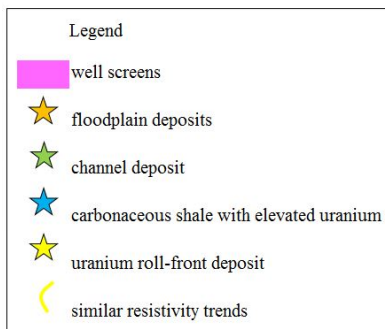 Legend
well screens
floodplain deposits
channel deposit
carbonaceous shale with elevated uranium
uranium roll-front deposit
similar resistivity trends